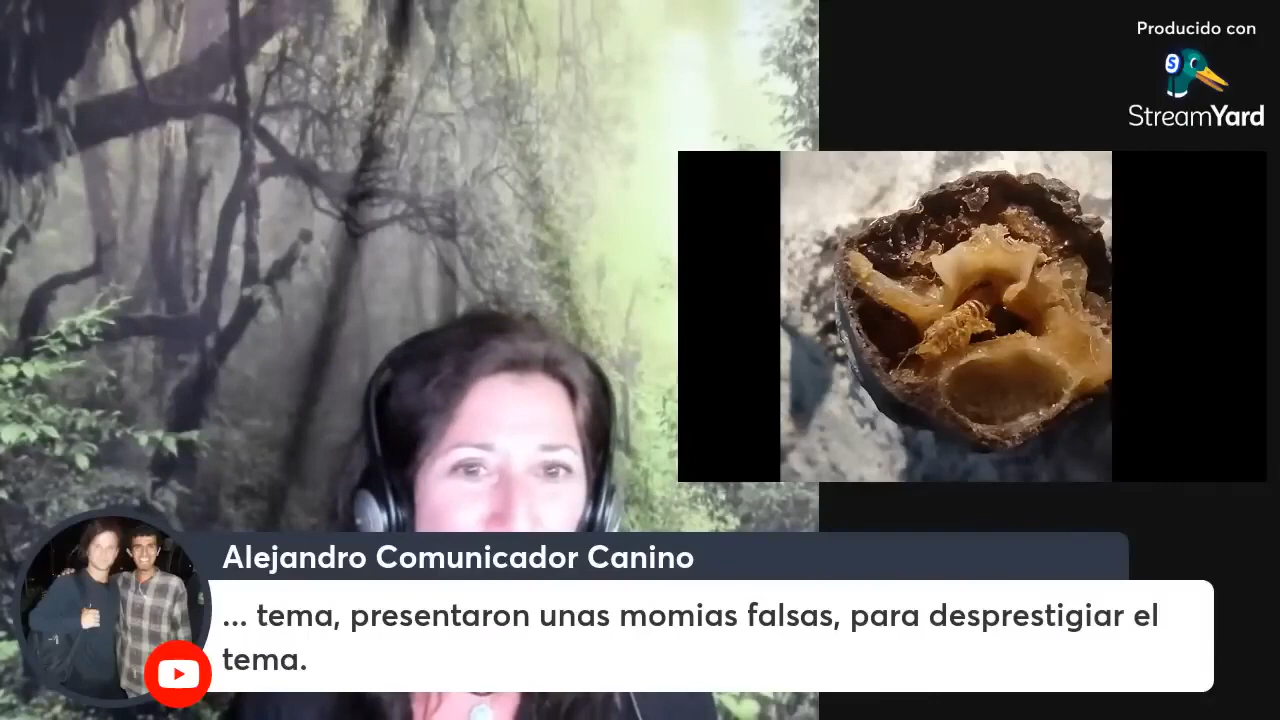 Producido con
S
StreamYard
Alejandro Comunicador Canino
... tema, presentaron unas momias falsas, para desprestigiar el
tema.